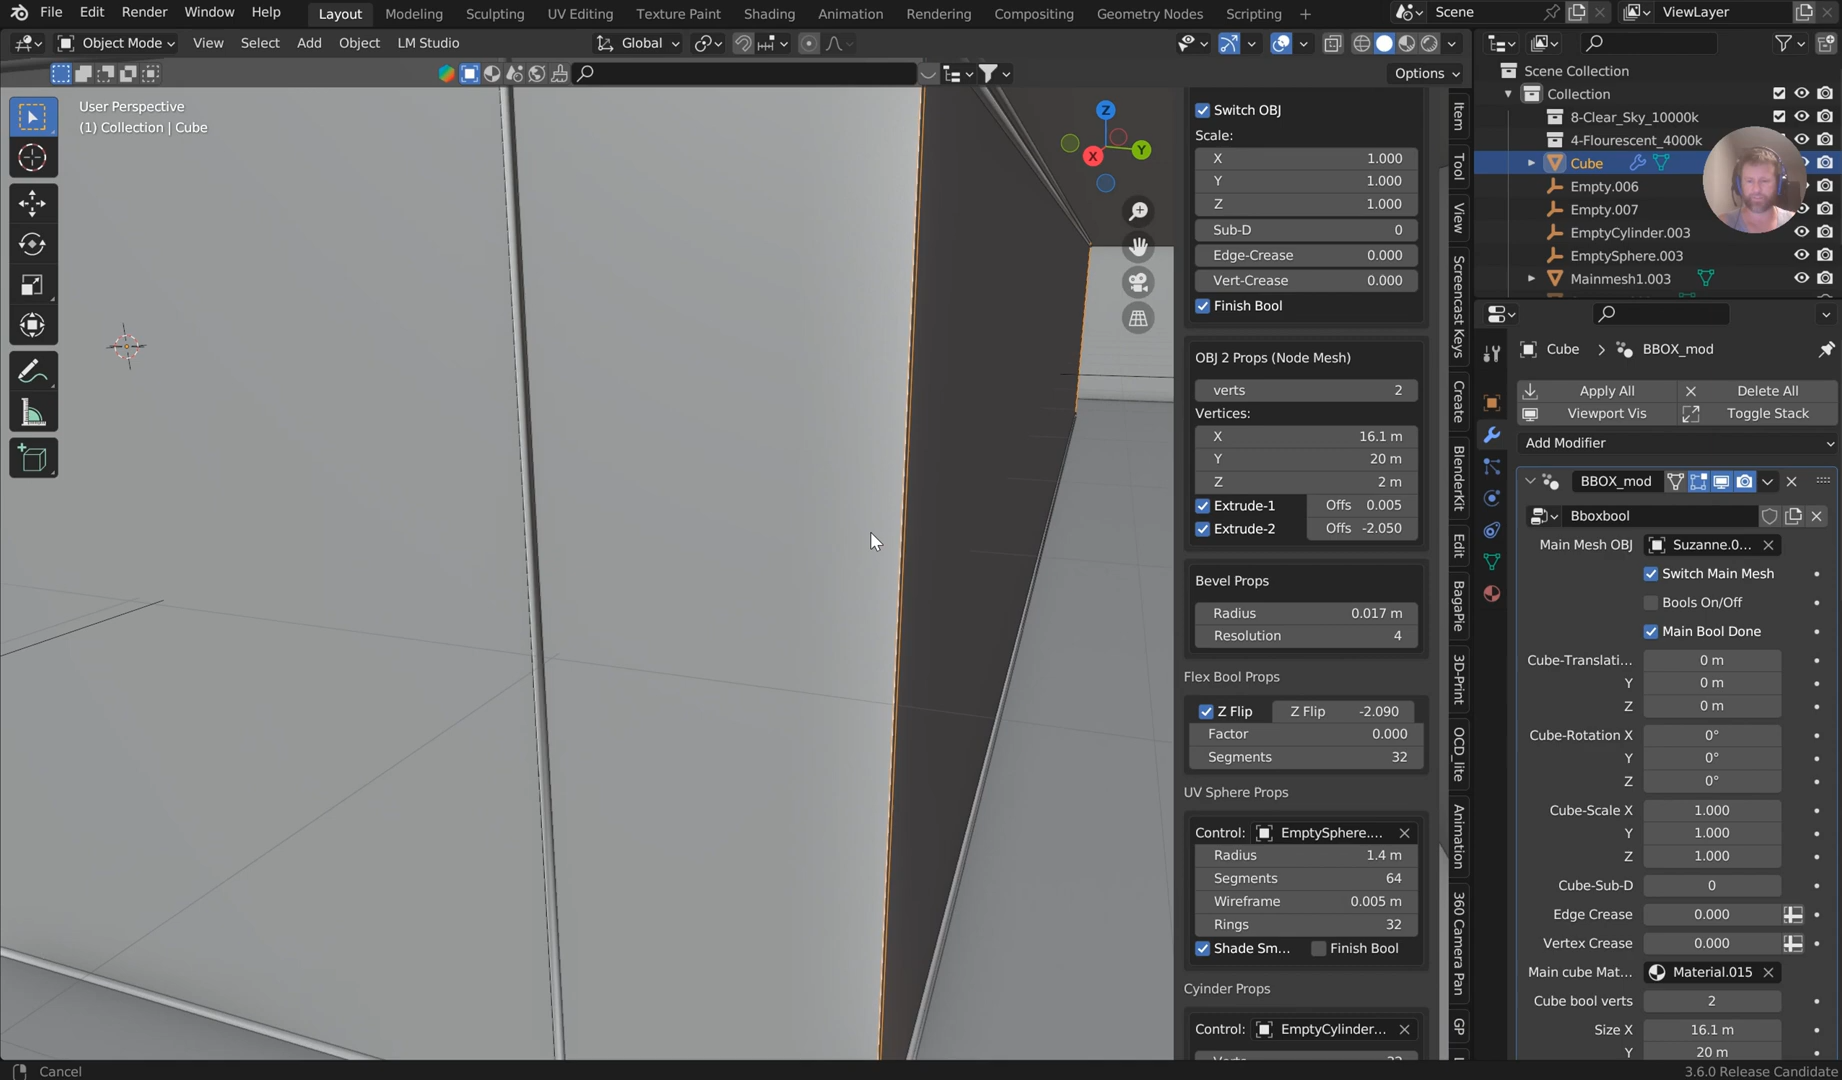 File Edit Render Window Help Layout Modeling Sculpting UV Editing Texture Paint Shading Animation Rendering Compositing Geometry Nodes Scripting + Scene ViewLayer
Object Mode View Select Add Object LM Studio Global
Options
User Perspective
(1) Collection | Cube
Z
Y
X
Switch OBJ
Scale:
X 1.000
Y 1.000
Z 1.000
Sub-D 0
Edge-Crease 0.000
Vert-Crease 0.000
Finish Bool
OBJ 2 Props (Node Mesh)
verts 2
Vertices:
X 16.1 m
Y 20 m
Z 2 m
Extrude-1 Offs 0.005
Extrude-2 Offs -2.050
Bevel Props
Radius 0.017 m
Resolution 4
Flex Bool Props
Z Flip Z Flip -2.090
Factor 0.000
Segments 32
UV Sphere Props
Control: EmptySphere....
Radius 1.4 m
Segments 64
Wireframe 0.005 m
Rings 32
Shade Sm... Finish Bool
Cyinder Props
Control: EmptyCylinder...
Item
Tool
View
Screencast Keys
Create
BlenderKit
Edit
BagaPie
3D-Print
OCD_lite
Animation
360 Camera Pan
GP
Scene Collection
Collection
8-Clear_Sky_10000k
4-Flourescent_4000k
Cube
Empty.006
Empty.007
EmptyCylinder.003
EmptySphere.003
Mainmesh1.003
Cube > BBOX_mod
Apply All Delete All
Viewport Vis Toggle Stack
Add Modifier
BBOX_mod
Bboxbool
Main Mesh OBJ Suzanne.0...
Switch Main Mesh
Bools On/Off
Main Bool Done
Cube-Translati... 0 m
Y 0 m
Z 0 m
Cube-Rotation X 0°
Y 0°
Z 0°
Cube-Scale X 1.000
Y 1.000
Z 1.000
Cube-Sub-D 0
Edge Crease 0.000
Vertex Crease 0.000
Main cube Mat... Material.015
Cube bool verts 2
Size X 16.1 m
Y 20 m
Cancel
3.6.0 Release Candidate